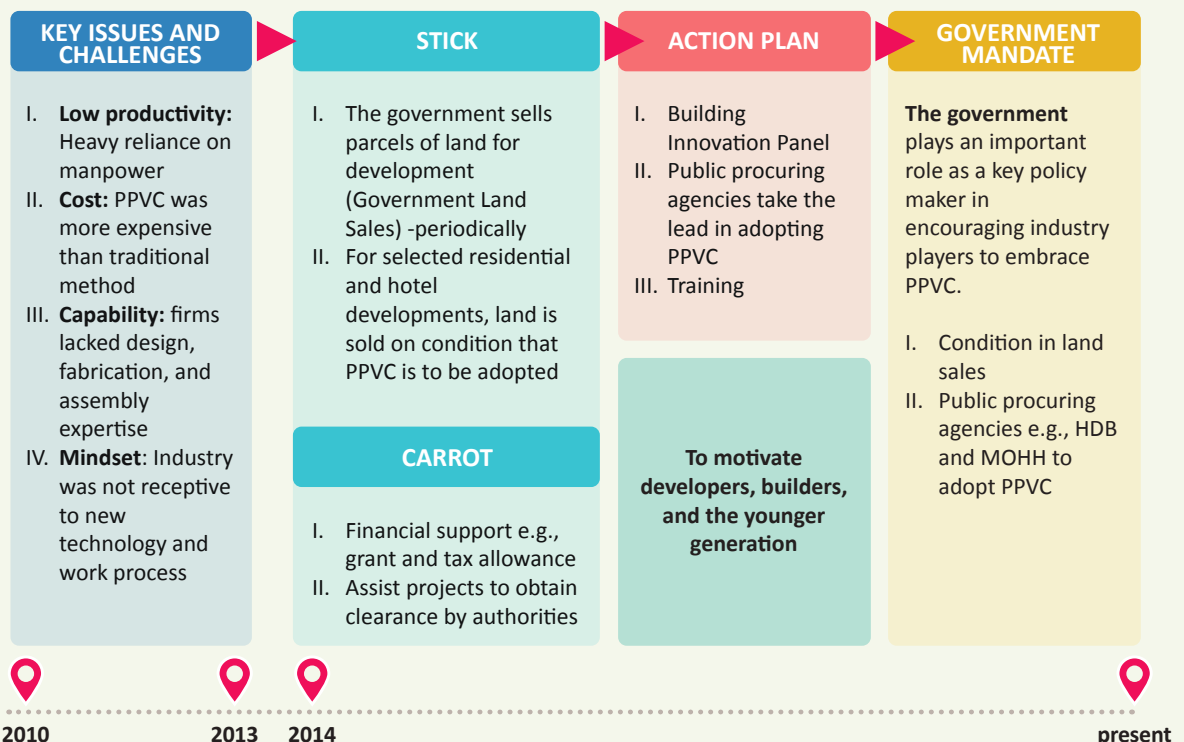 KEY ISSUES AND
CHALLENGES
I. Low productivity:
Heavy reliance on
manpower
II. Cost: PPVC was
more expensive
than traditional
method
III. Capability: firms
lacked design,
fabrication, and
assembly
expertise
IV. Mindset: Industry
was not receptive
to new
technology and
work process
STICK
I. The government sells
parcels of land for
development
(Government Land
Sales) -periodically
II. For selected residential
and hotel
developments, land is
sold on condition that
PPVC is to be adopted
CARROT
I. Financial support e.g.,
grant and tax allowance
II. Assist projects to obtain
clearance by authorities
ACTION PLAN
I. Building
Innovation Panel
II. Public procuring
agencies take the
lead in adopting
PPVC
III. Training
To motivate
developers, builders,
and the younger
generation
GOVERNMENT
MANDATE
The government
plays an important
role as a key policy
maker in
encouraging industry
players to embrace
PPVC.
I. Condition in land
sales
II. Public procuring
agencies e.g., HDB
and MOHH to
adopt PPVC
2010 2013 2014 present